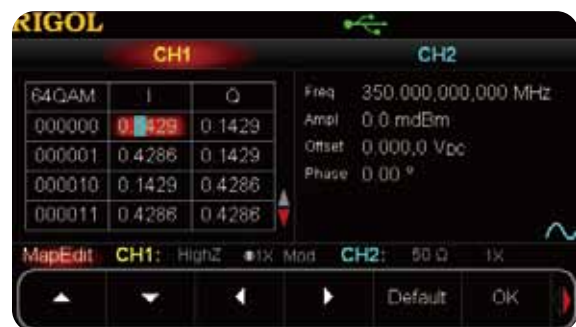 RIGOL
CH1 CH2
64QAM I Q
000000 0.1429 0.1429
000001 0.4286 0.1429
000010 0.1429 0.4286
000011 0.4286 0.4286
Freq 350.000,000,000 MHz
Ampl 0.0 mdBm
Offset 0.000,0 VDC
Phase 0.00 °
MapEdit CH1: HighZ 1X Mod CH2: 50 Ω 1X
Default OK